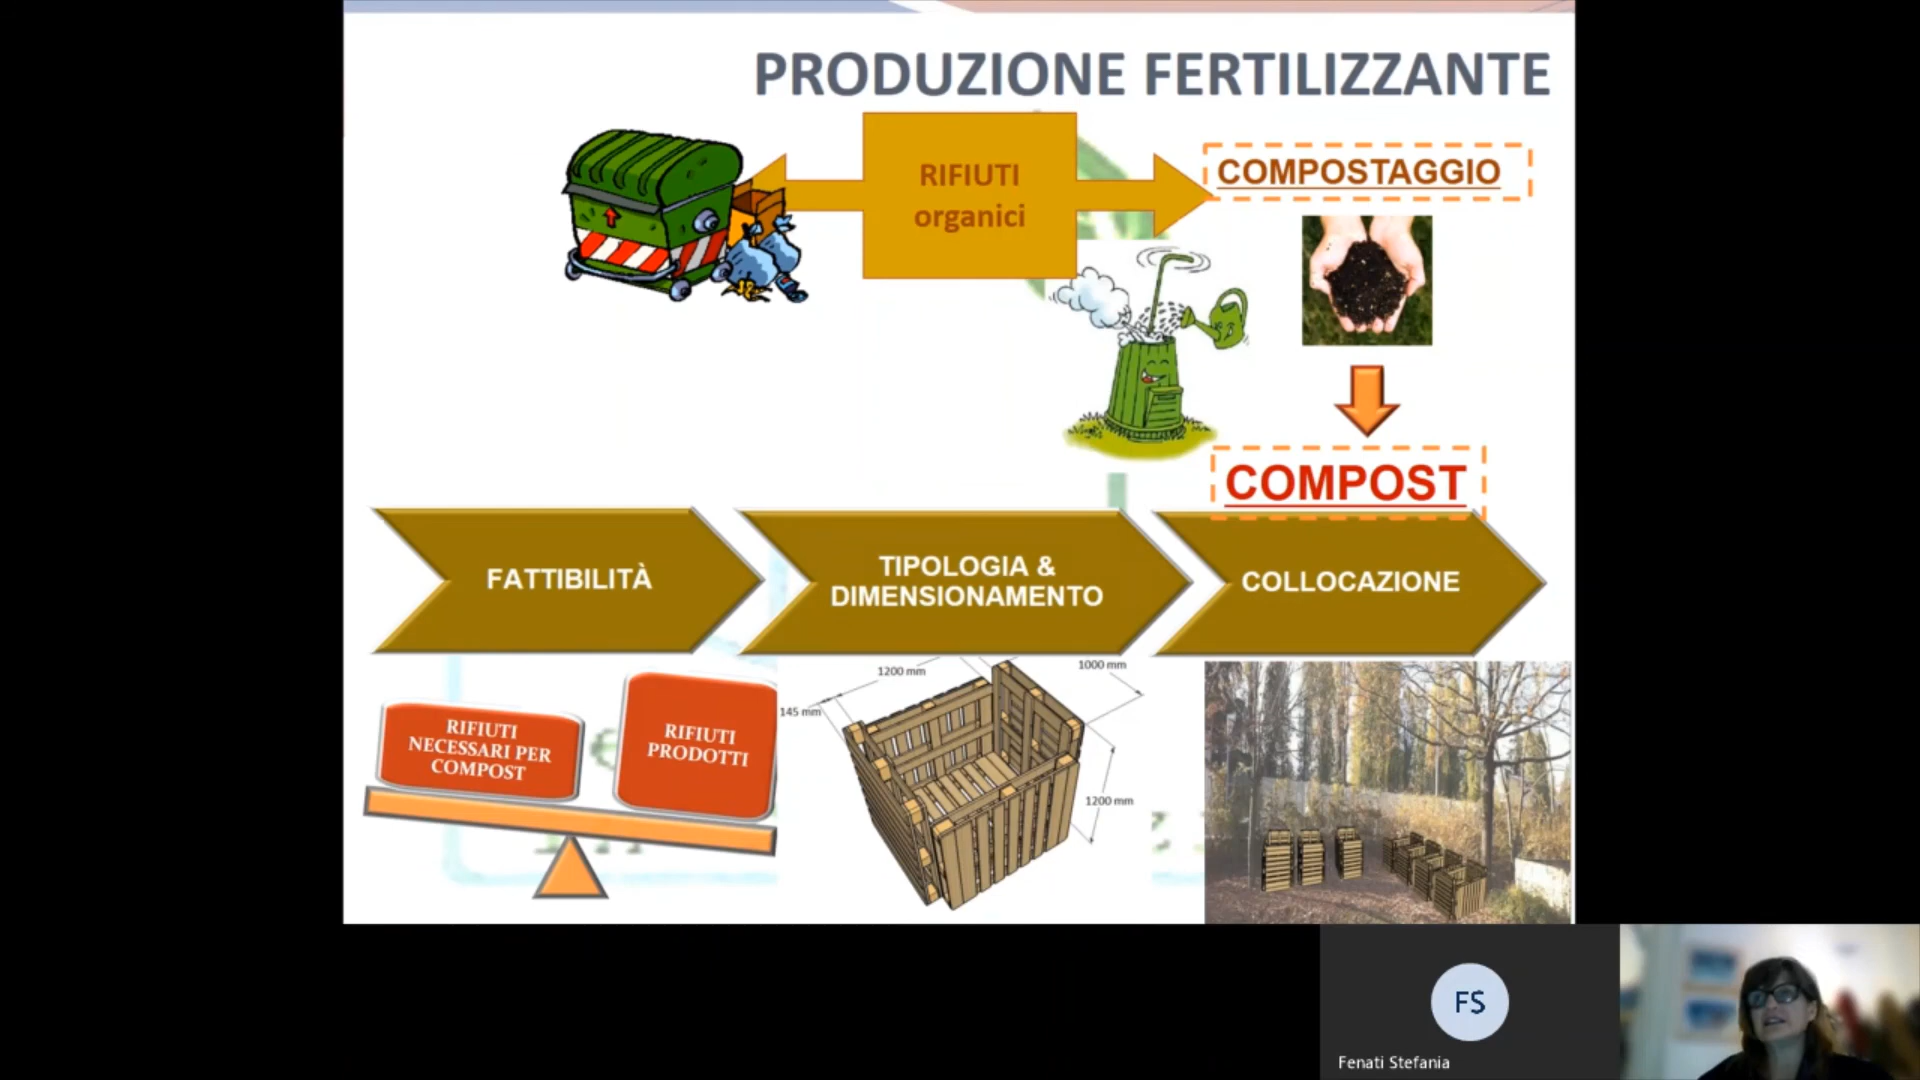 PRODUZIONE FERTILIZZANTE
RIFIUTI
organici
COMPOSTAGGIO
COMPOST
FATTIBILITÀ
TIPOLOGIA &
DIMENSIONAMENTO
COLLOCAZIONE
RIFIUTI
NECESSARI PER
COMPOST
RIFIUTI
PRODOTTI
1200 mm
1000 mm
145 mm
1200 mm
FS
Fenati Stefania